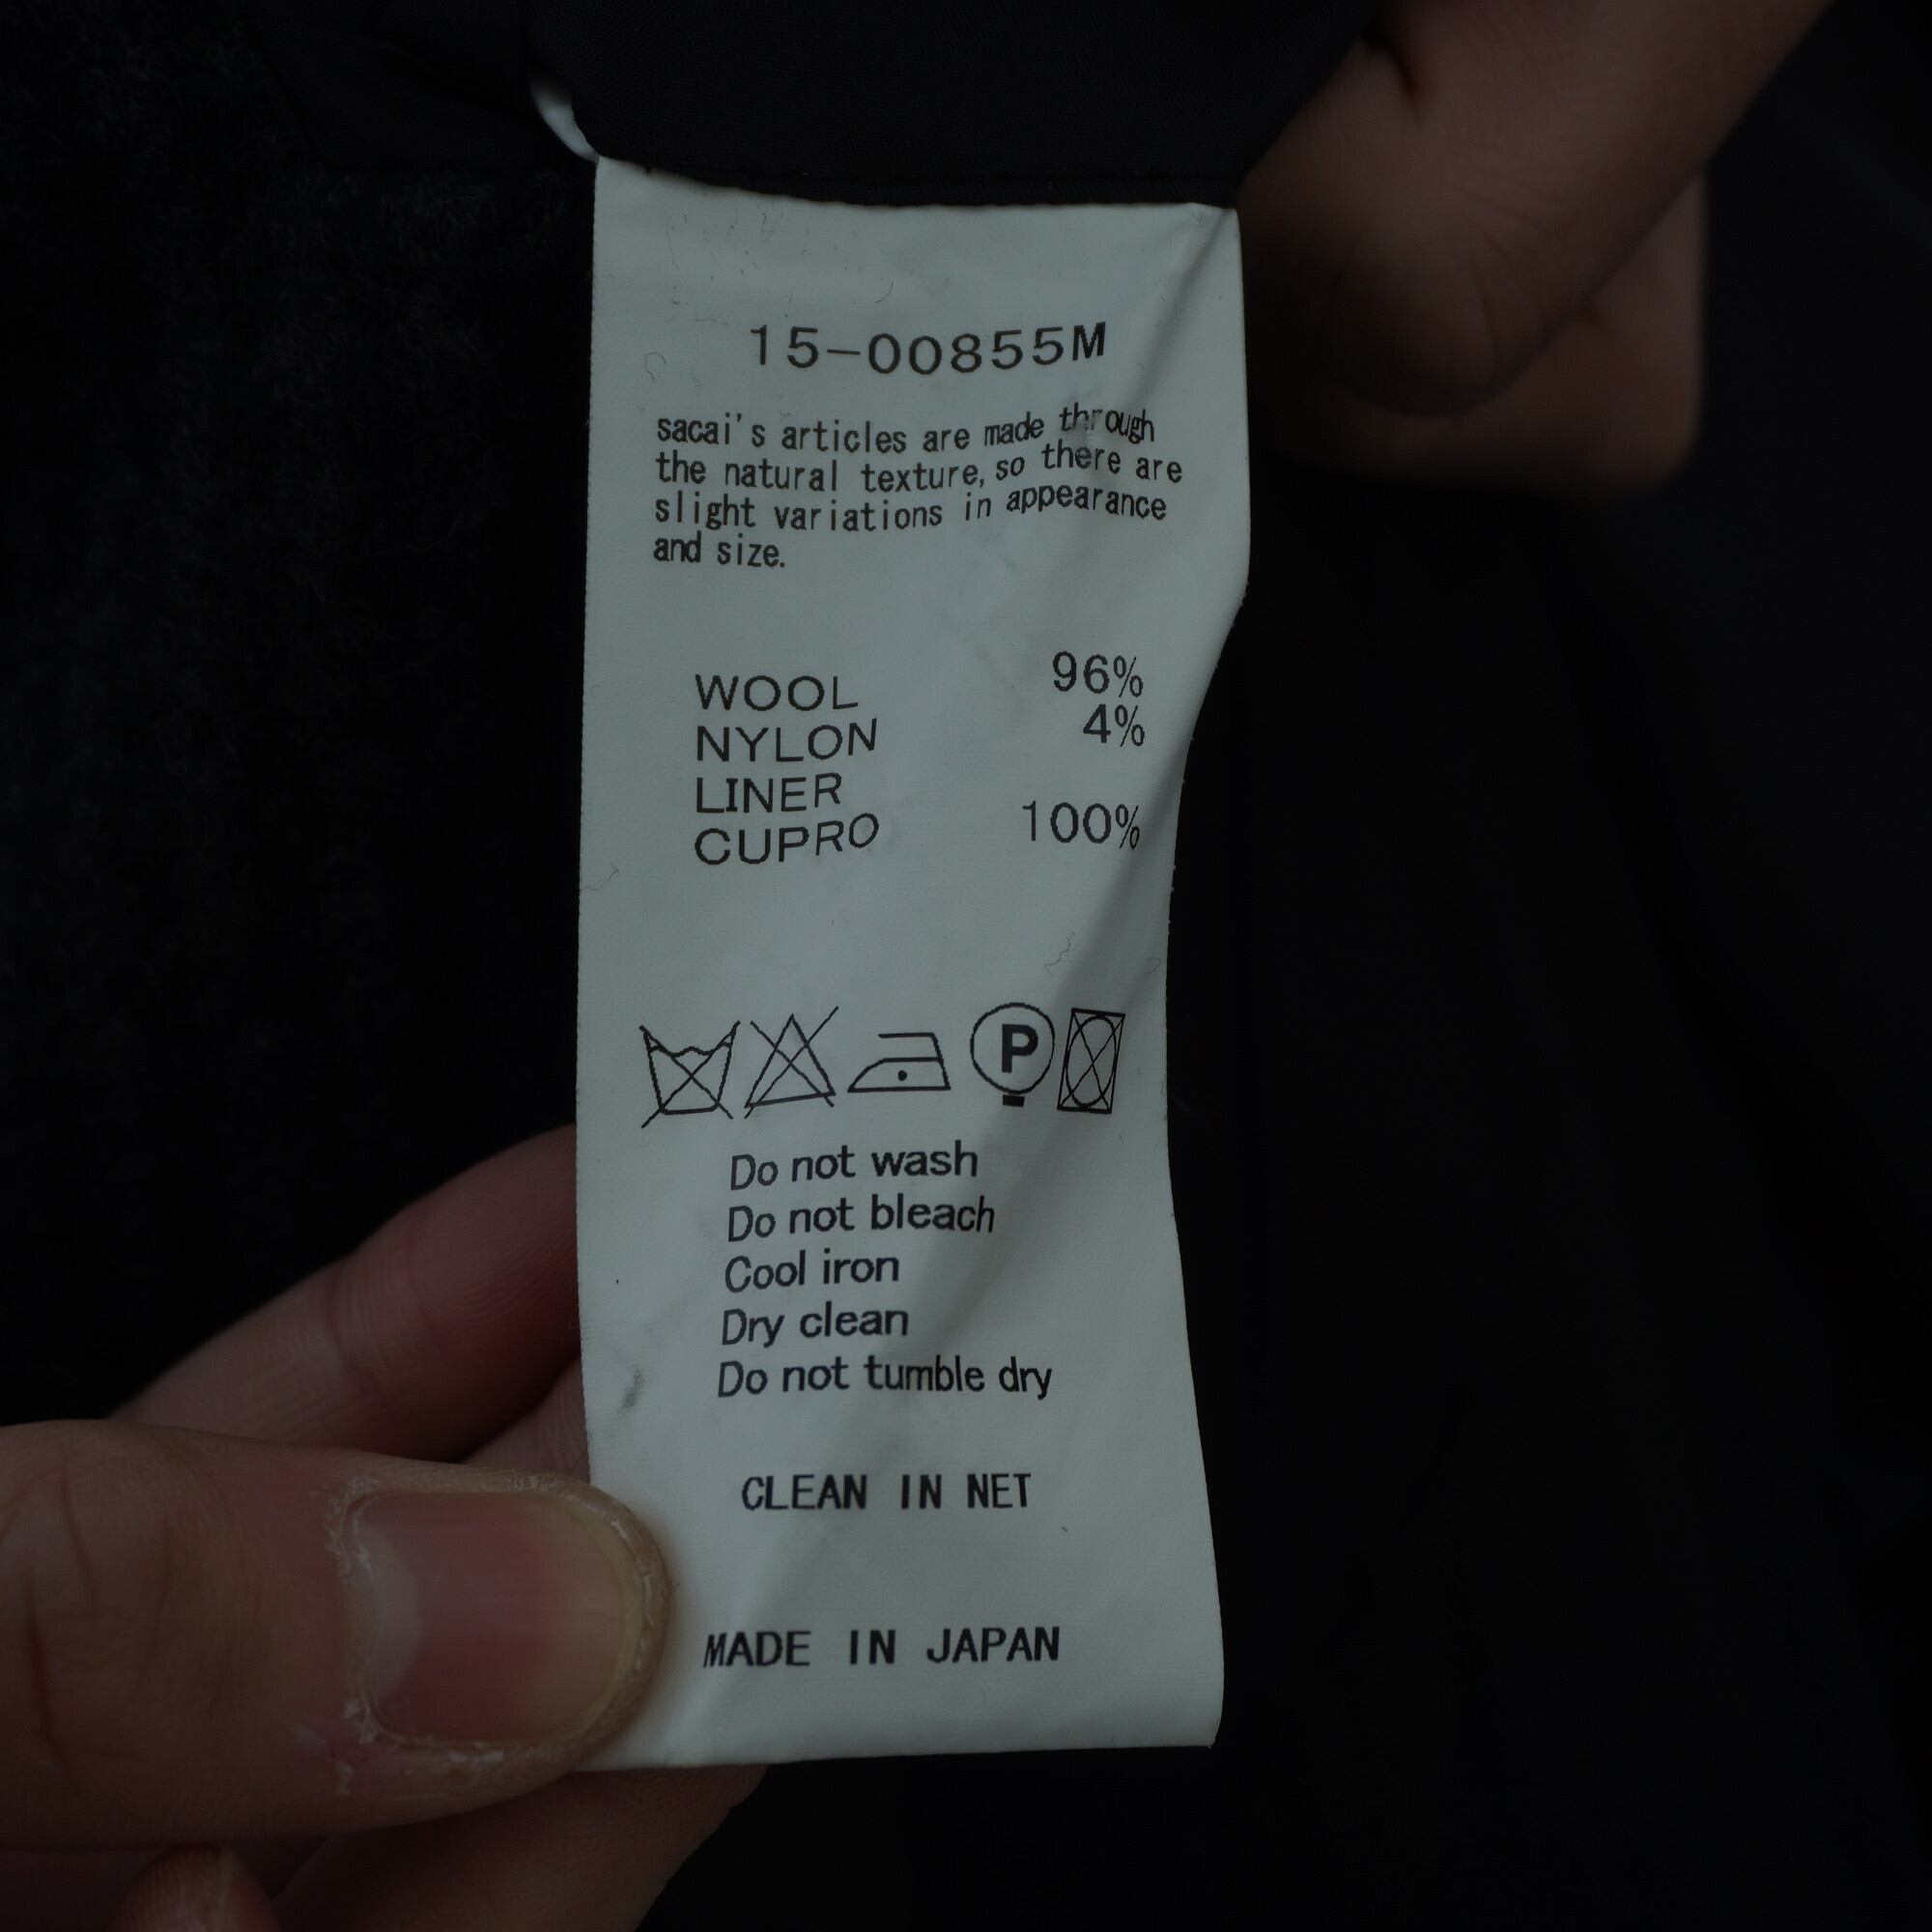 15-00855M
sacai's articles are made through
the natural texture, so there are
slight variations in appearance
and size.
WOOL 96%
NYLON 4%
LINER
CUPRO 100%
P
Do not wash
Do not bleach
Cool iron
Dry clean
Do not tumble dry
CLEAN IN NET
MADE IN JAPAN